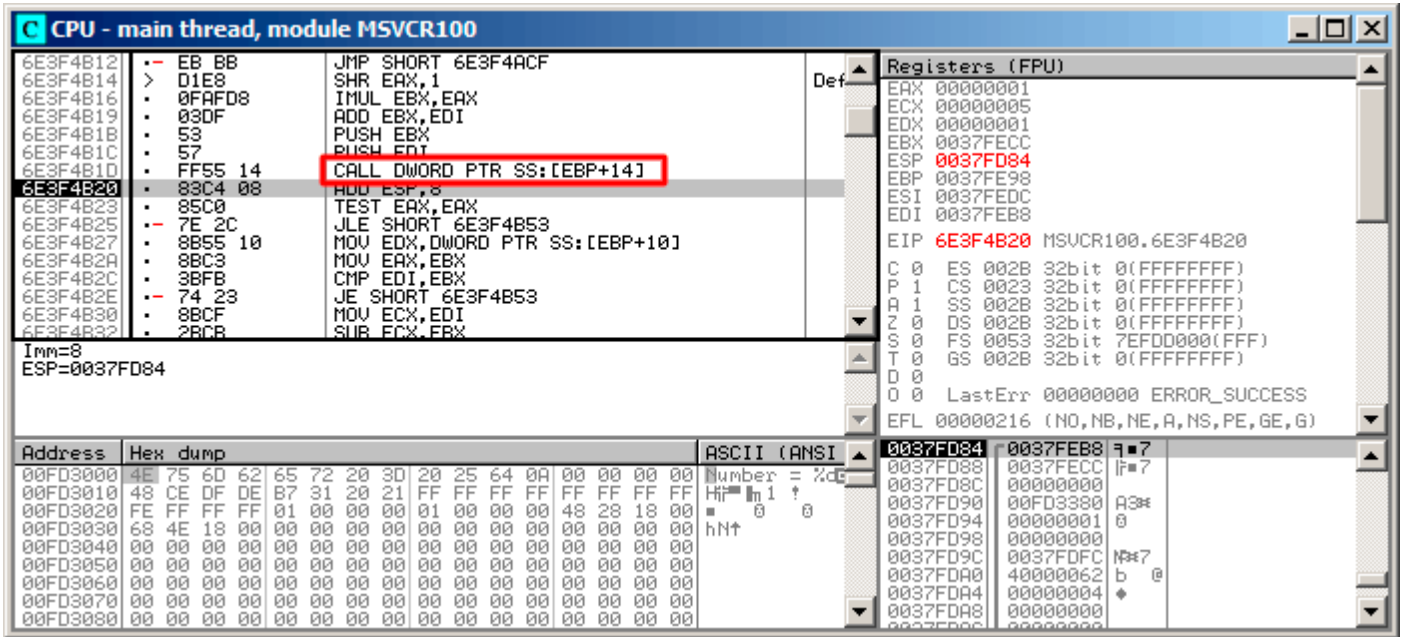 C CPU - main thread, module MSVCR100
6E3F4B12 .- EB BB JMP SHORT 6E3F4ACF
6E3F4B14 > D1E8 SHR EAX,1 Def
6E3F4B16 . 0FAFD8 IMUL EBX,EAX
6E3F4B19 . 03DF ADD EBX,EDI
6E3F4B1B . 53 PUSH EBX
6E3F4B1C . 57 PUSH EDI
6E3F4B1D . FF55 14 CALL DWORD PTR SS:[EBP+14]
6E3F4B20 . 83C4 08 ADD ESP,8
6E3F4B23 . 85C0 TEST EAX,EAX
6E3F4B25 .- 7E 2C JLE SHORT 6E3F4B53
6E3F4B27 . 8B55 10 MOV EDX,DWORD PTR SS:[EBP+10]
6E3F4B2A . 8BC3 MOV EAX,EBX
6E3F4B2C . 3BFB CMP EDI,EBX
6E3F4B2E .- 74 23 JE SHORT 6E3F4B53
6E3F4B30 . 8BCF MOV ECX,EDI
6E3F4B32 . 2BCB SUB ECX,EBX
Imm=8
ESP=0037FD84
Registers (FPU)
EAX 00000001
ECX 00000005
EDX 00000001
EBX 0037FECC
ESP 0037FD84
EBP 0037FE98
ESI 0037FEDC
EDI 0037FEB8
EIP 6E3F4B20 MSVCR100.6E3F4B20
C 0 ES 002B 32bit 0(FFFFFFFF)
P 1 CS 0023 32bit 0(FFFFFFFF)
A 1 SS 002B 32bit 0(FFFFFFFF)
Z 0 DS 002B 32bit 0(FFFFFFFF)
S 0 FS 0053 32bit 7EFDD000(FFF)
T 0 GS 002B 32bit 0(FFFFFFFF)
D 0
O 0 LastErr 00000000 ERROR_SUCCESS
EFL 00000216 (NO,NB,NE,A,NS,PE,GE,G)
Address Hex dump ASCII (ANSI
00FD3000 4E 75 6D 62 65 72 20 3D 20 25 64 0A 00 00 00 00 Number = %d
00FD3010 48 CE DF DE B7 31 20 21 FF FF FF FF FF FF FF FF
00FD3020 FE FF FF FF 01 00 00 00 01 00 00 00 48 28 18 00
00FD3030 68 4E 18 00 00 00 00 00 00 00 00 00 00 00 00 00 hN↑
00FD3040 00 00 00 00 00 00 00 00 00 00 00 00 00 00 00 00
00FD3050 00 00 00 00 00 00 00 00 00 00 00 00 00 00 00 00
00FD3060 00 00 00 00 00 00 00 00 00 00 00 00 00 00 00 00
00FD3070 00 00 00 00 00 00 00 00 00 00 00 00 00 00 00 00
00FD3080 00 00 00 00 00 00 00 00 00 00 00 00 00 00 00 00
0037FD84 0037FEB8 ╕■7
0037FD88 0037FECC ╠■7
0037FD8C 00000000
0037FD90 00FD3380
0037FD94 00000001
0037FD98 00000000
0037FD9C 0037FDFC
0037FDA0 40000062 b @
0037FDA4 00000004 ♦
0037FDA8 00000000